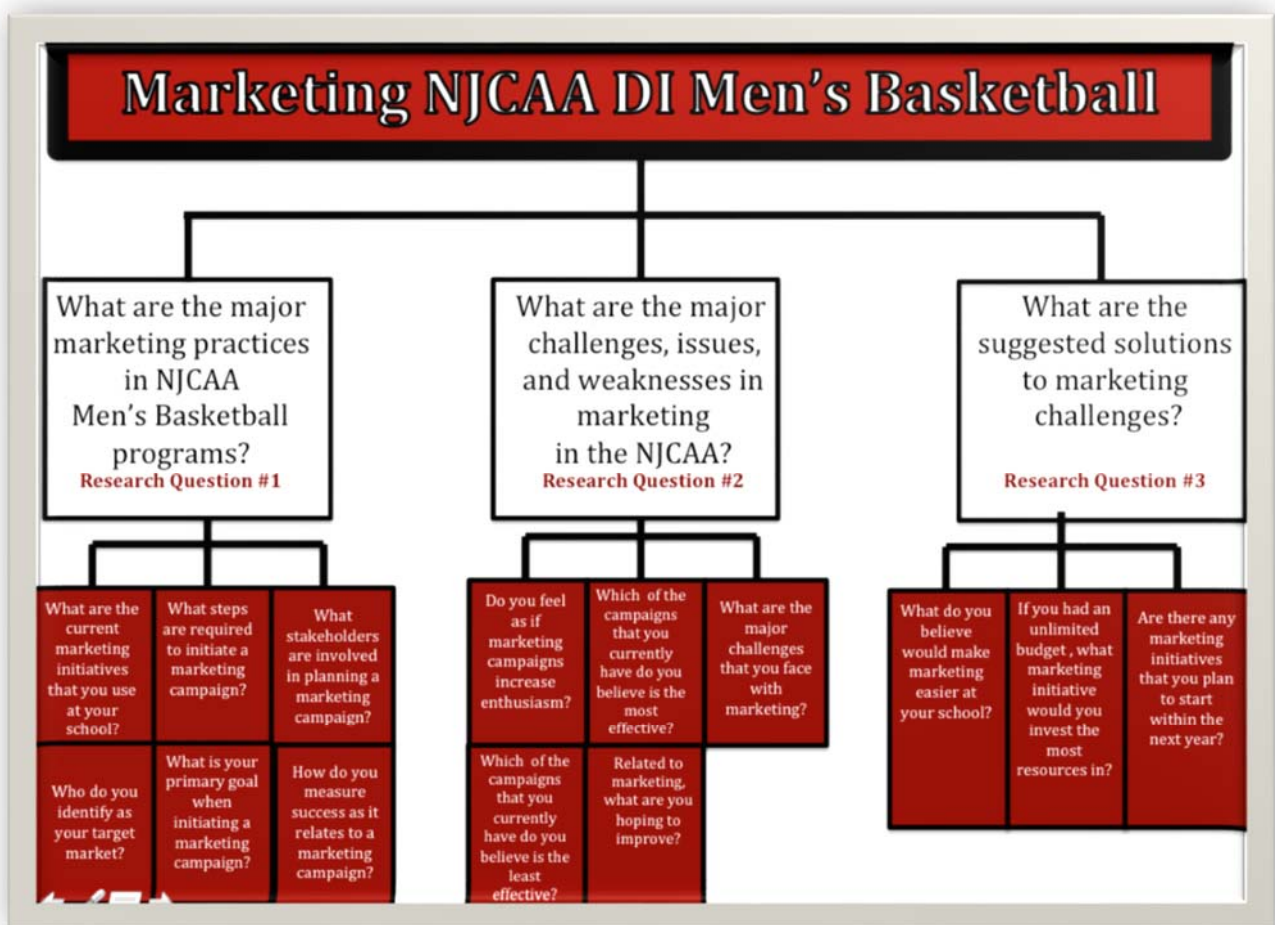 Marketing NJCAA DI Men's Basketball
What are the major
marketing practices
in NJCAA
Men's Basketball
programs?
Research Question #1
What are the major
challenges, issues,
and weaknesses in
marketing
in the NJCAA?
Research Question #2
What are the
suggested solutions
to marketing
challenges?
Research Question #3
What are the
current
marketing
initiatives
that you use
at your
school?
What steps
are required
to initiate a
marketing
campaign?
What
stakeholders
are involved
in planning a
marketing
campaign?
Who do you
identify as
your target
market?
What is your
primary goal
when
initiating a
marketing
campaign?
How do you
measure
success as it
relates to a
marketing
campaign?
Do you feel
as if
marketing
campaigns
increase
enthusiasm?
Which of the
campaigns
that you
currently
have do you
believe is the
most
effective?
What are the
major
challenges
that you face
with
marketing?
Which of the
campaigns
that you
currently
have do you
believe is the
least
effective?
Related to
marketing,
what are you
hoping to
improve?
What do you
believe
would make
marketing
easier at
your school?
If you had an
unlimited
budget , what
marketing
initiative
would you
invest the
most
resources in?
Are there any
marketing
initiatives
that you plan
to start
within the
next year?